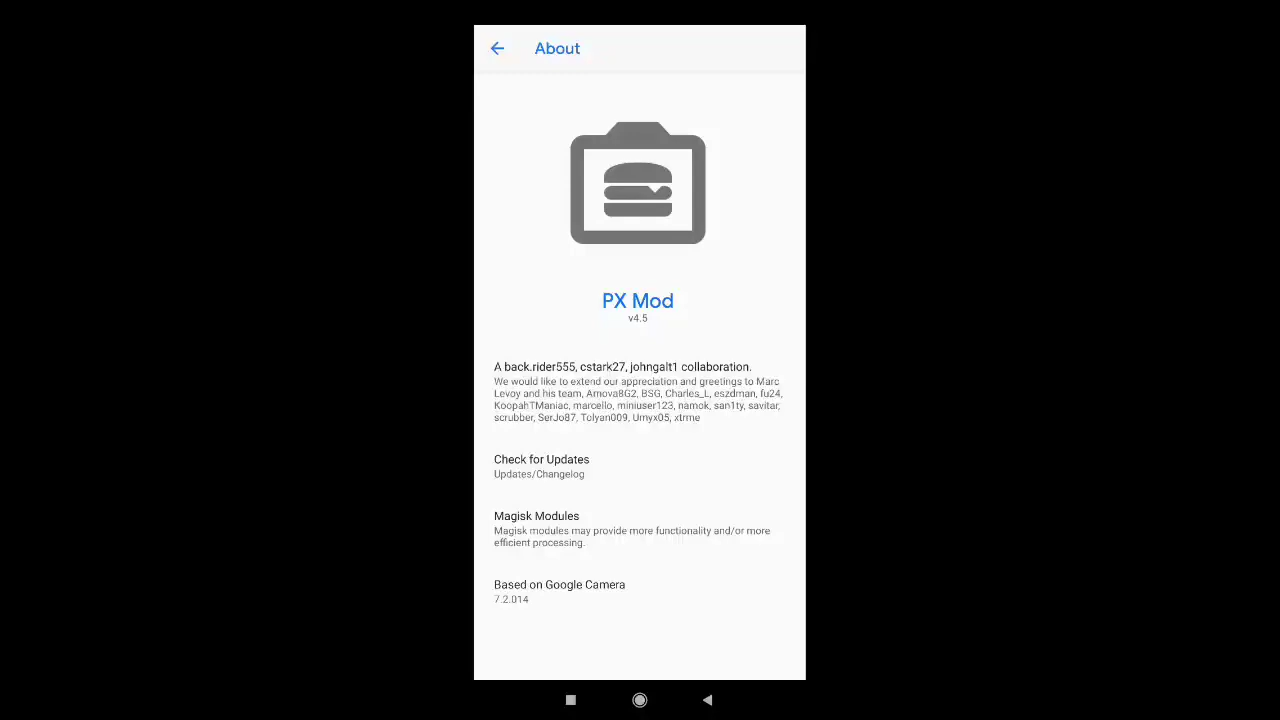 About
PX Mod
v4.5
A back.rider555, cstark27, johngalt1 collaboration.
We would like to extend our appreciation and greetings to Marc
Levoy and his team, Arnova8G2, BSG, Charles_L, eszdman, fu24,
KoopahTManiac, marcello, miniuser123, namok, san1ty, savitar,
scrubber, SerJo87, Tolyan009, Urnyx05, xtrme
Check for Updates
Updates/Changelog
Magisk Modules
Magisk modules may provide more functionality and/or more
efficient processing.
Based on Google Camera
7.2.014